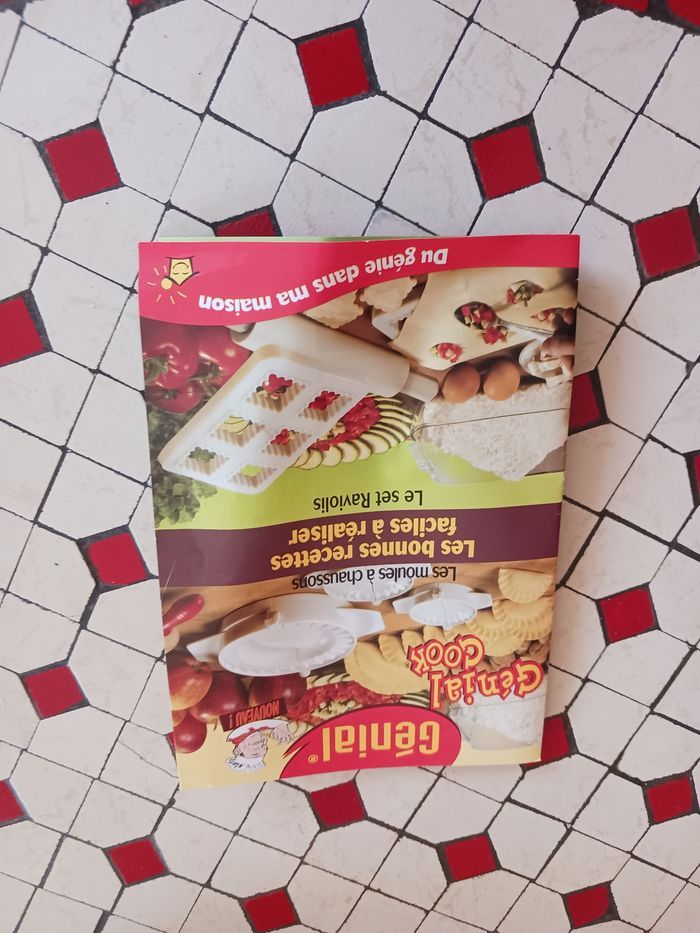 Génial®
NOUVEAU !
Génial
Cook®
Les moules à chaussons
Les bonnes recettes
faciles à réaliser
Le set Raviolis
Du génie dans ma maison